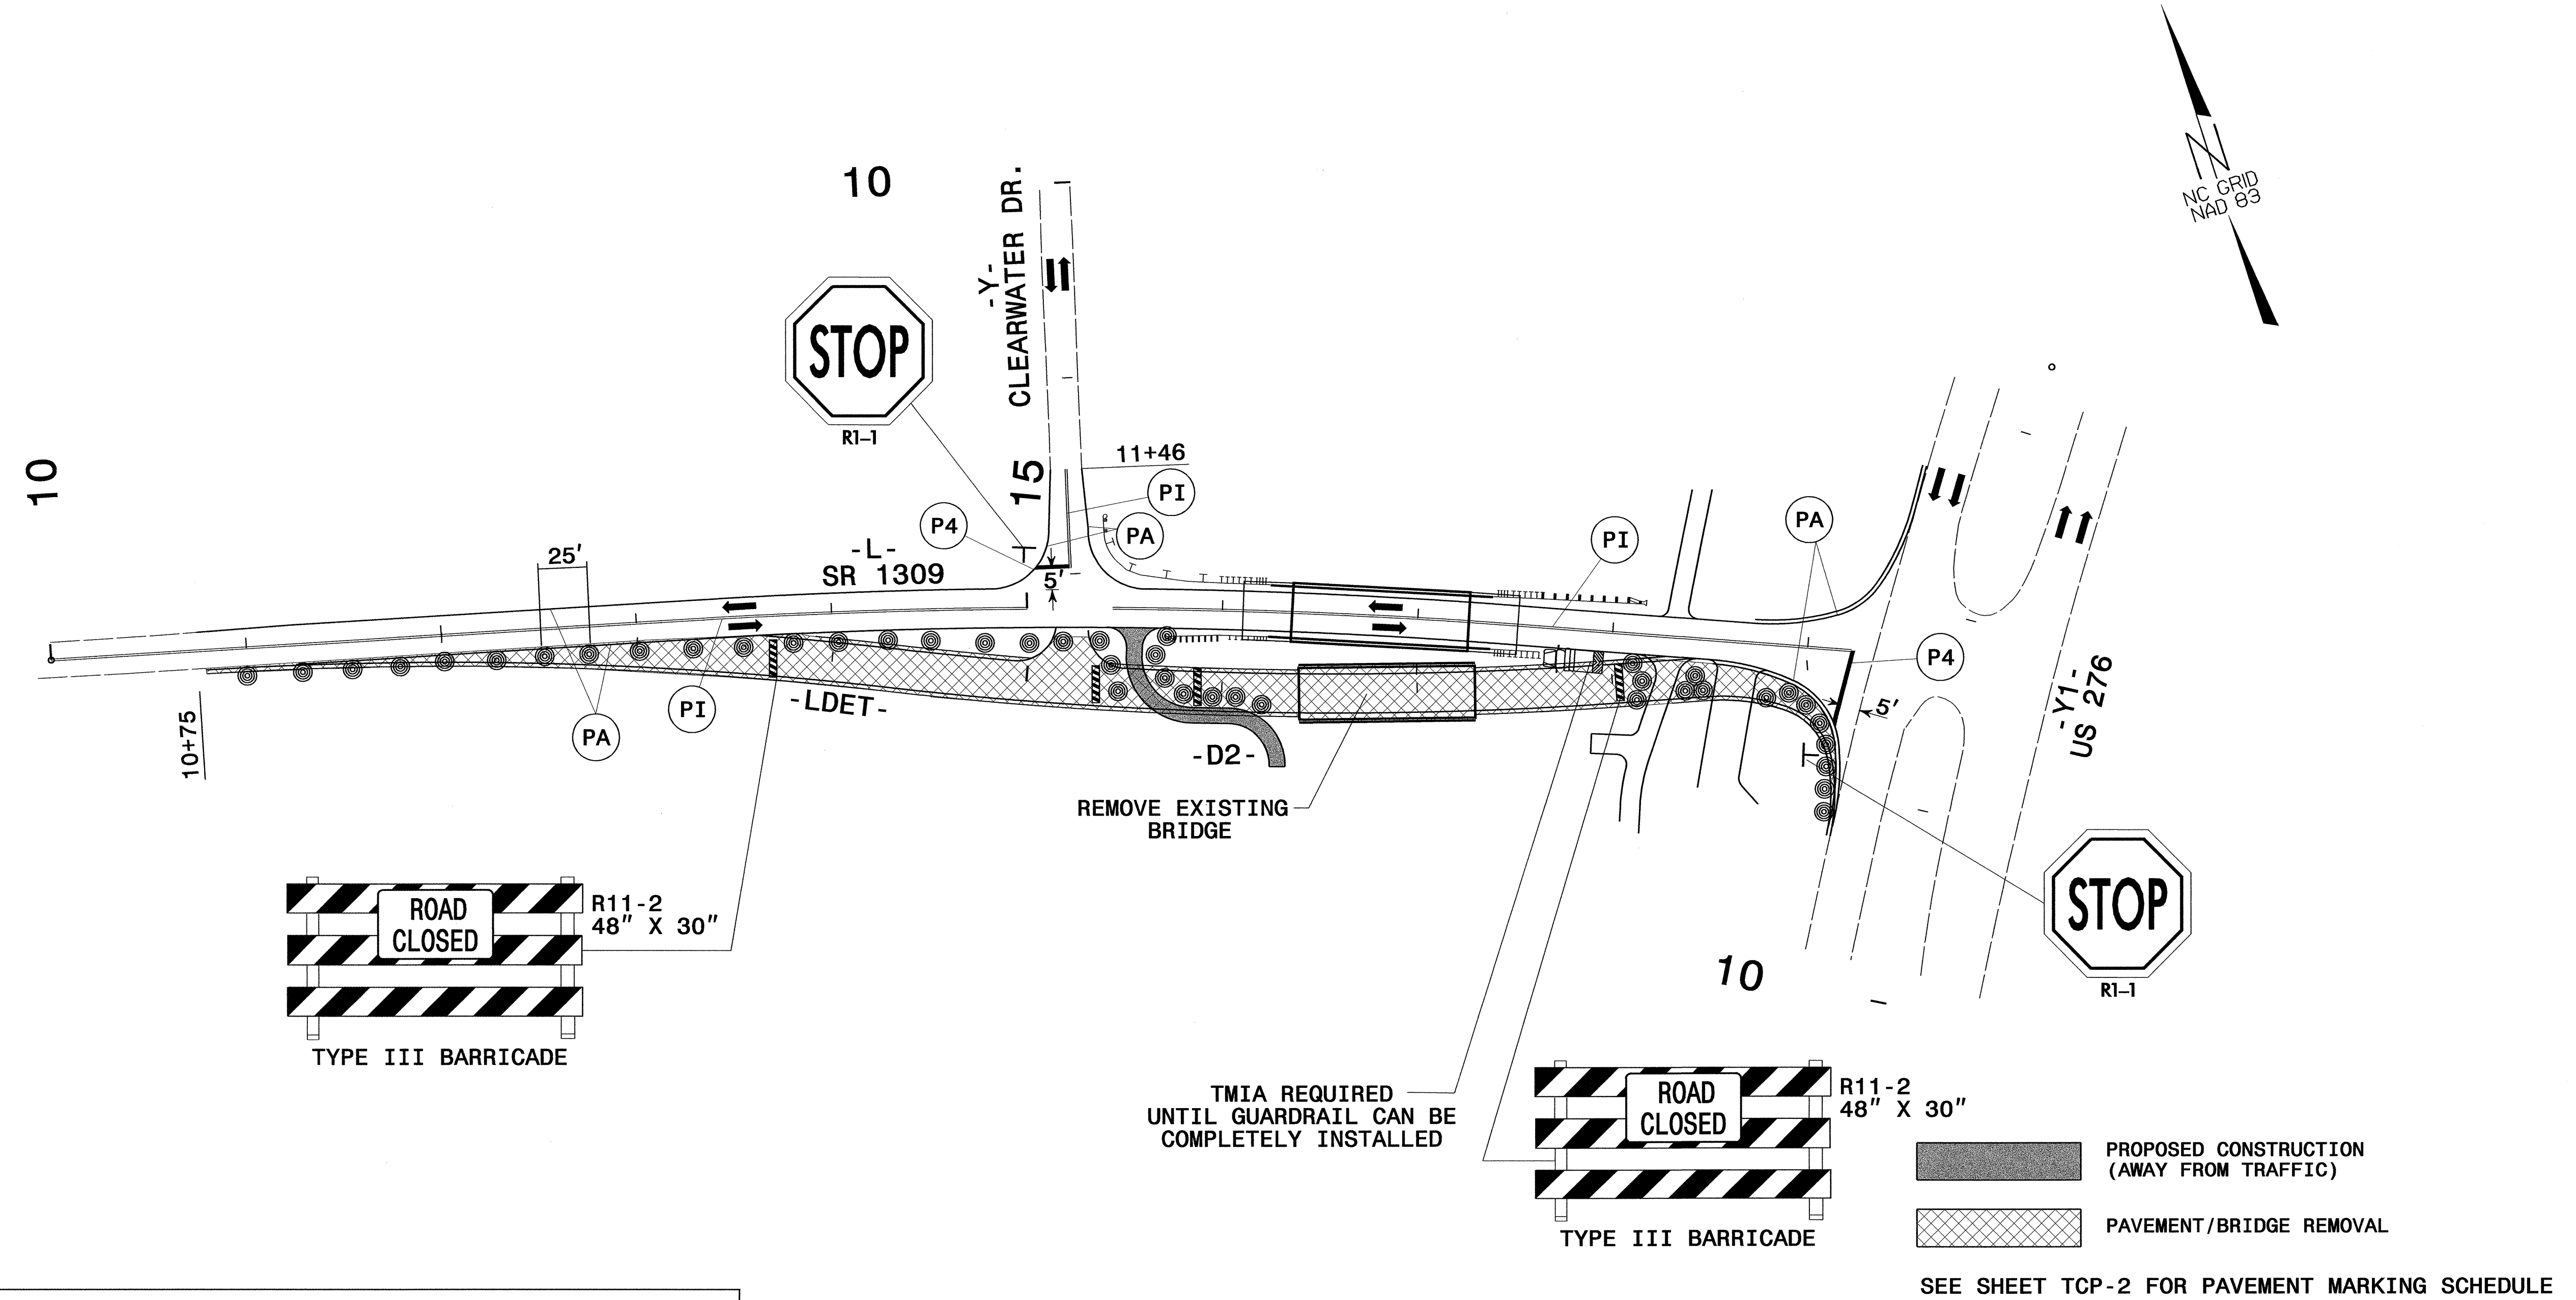 NC GRID
NAD 83
10
-Y-
CLEARWATER DR.
STOP
R1-1
10
15
11+46
PI
P4
PA
5'
25'
-L-
SR 1309
PI
PA
P4
5'
-Y1-
US 276
10+75
PA
PI
-LDET-
-D2-
REMOVE EXISTING
BRIDGE
STOP
R1-1
10
ROAD
CLOSED
R11-2
48" X 30"
TYPE III BARRICADE
TMIA REQUIRED
UNTIL GUARDRAIL CAN BE
COMPLETELY INSTALLED
ROAD
CLOSED
R11-2
48" X 30"
TYPE III BARRICADE
PROPOSED CONSTRUCTION
(AWAY FROM TRAFFIC)
PAVEMENT/BRIDGE REMOVAL
SEE SHEET TCP-2 FOR PAVEMENT MARKING SCHEDULE